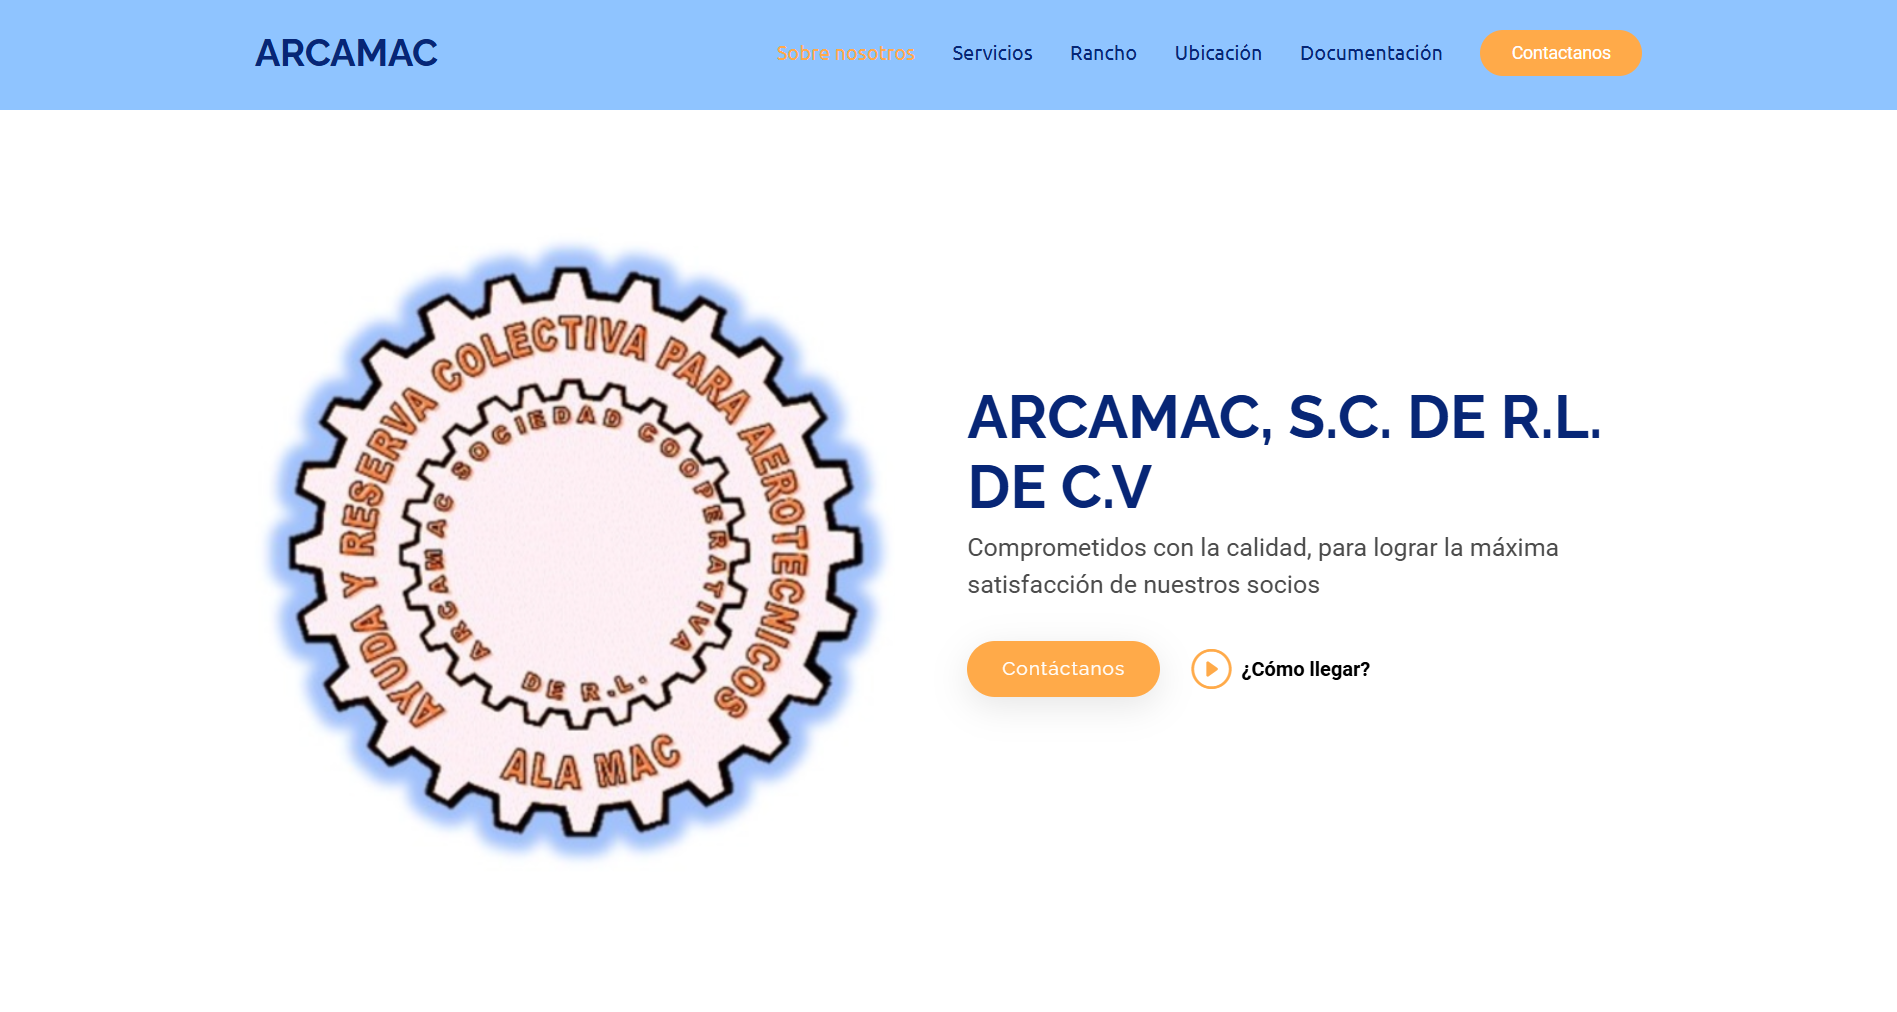 ARCAMAC
Sobre nosotros
Servicios
Rancho
Ubicación
Documentación
Contactanos
AYUDA Y RESERVA COLECTIVA PARA AEROTECNICOS
ALA MAC
ARCAMAC SOCIEDAD COOPERATIVA
DE R.L.
ARCAMAC, S.C. DE R.L.
DE C.V
Comprometidos con la calidad, para lograr la máxima
satisfacción de nuestros socios
Contáctanos
¿Cómo llegar?